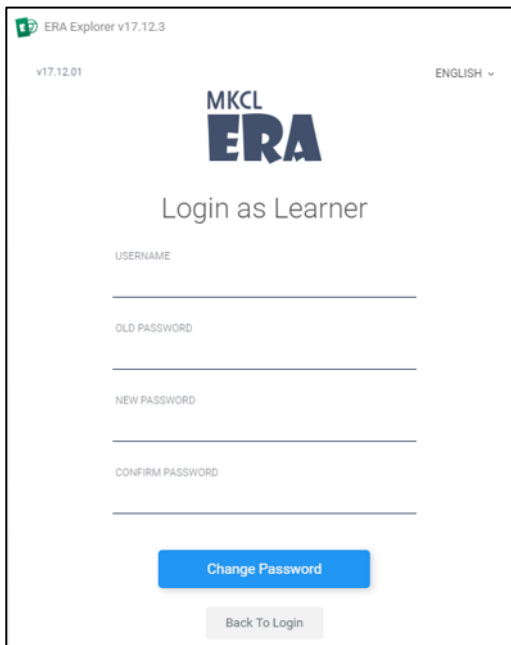 ERA Explorer v17.12.3
v17.12.01
ENGLISH
MKCL
ERA
Login as Learner
USERNAME
OLD PASSWORD
NEW PASSWORD
CONFIRM PASSWORD
Change Password
Back To Login